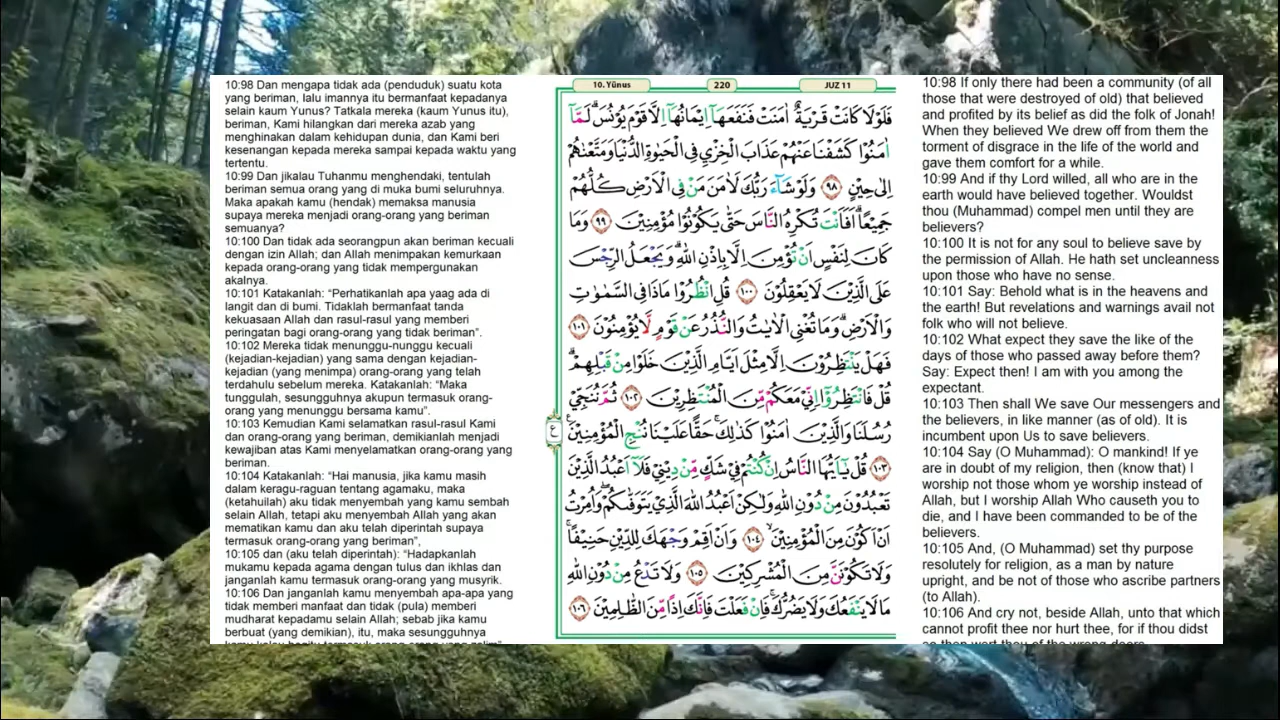 10:98 Dan mengapa tidak ada (penduduk) suatu kota
yang beriman, lalu imannya itu bermanfaat kepadanya
selain kaum Yunus? Tatkala mereka (kaum Yunus itu),
beriman, Kami hilangkan dari mereka azab yang
menghinakan dalam kehidupan dunia, dan Kami beri
kesenangan kepada mereka sampai kepada waktu yang
tertentu.
10:99 Dan jikalau Tuhanmu menghendaki, tentulah
beriman semua orang yang di muka bumi seluruhnya.
Maka apakah kamu (hendak) memaksa manusia
supaya mereka menjadi orang-orang yang beriman
semuanya?
10:100 Dan tidak ada seorangpun akan beriman kecuali
dengan izin Allah; dan Allah menimpakan kemurkaan
kepada orang-orang yang tidak mempergunakan
akalnya.
10:101 Katakanlah: “Perhatikanlah apa yaag ada di
langit dan di bumi. Tidaklah bermanfaat tanda
kekuasaan Allah dan rasul-rasul yang memberi
peringatan bagi orang-orang yang tidak beriman”.
10:102 Mereka tidak menunggu-nunggu kecuali
(kejadian-kejadian) yang sama dengan kejadian-
kejadian (yang menimpa) orang-orang yang telah
terdahulu sebelum mereka. Katakanlah: “Maka
tunggulah, sesungguhnya akupun termasuk orang-
orang yang menunggu bersama kamu”.
10:103 Kemudian Kami selamatkan rasul-rasul Kami
dan orang-orang yang beriman, demikianlah menjadi
kewajiban atas Kami menyelamatkan orang-orang yang
beriman.
10:104 Katakanlah: “Hai manusia, jika kamu masih
dalam keragu-raguan tentang agamaku, maka
(ketahuilah) aku tidak menyembah yang kamu sembah
selain Allah, tetapi aku menyembah Allah yang akan
mematikan kamu dan aku telah diperintah supaya
termasuk orang-orang yang beriman”,
10:105 dan (aku telah diperintah): “Hadapkanlah
mukamu kepada agama dengan tulus dan ikhlas dan
janganlah kamu termasuk orang-orang yang musyrik.
10:106 Dan janganlah kamu menyembah apa-apa yang
tidak memberi manfaat dan tidak (pula) memberi
mudharat kepadamu selain Allah; sebab jika kamu
berbuat (yang demikian), itu, maka sesungguhnya
10. Yûnus 220 JUZ 11
فَلَوْلَا كَانَتْ قَرْيَةٌ اٰمَنَتْ فَنَفَعَهَٓا ا۪يمَانُهَٓا اِلَّا قَوْمَ يُونُسَۜ لَمَّٓا
اٰمَنُوا كَشَفْنَا عَنْهُمْ عَذَابَ الْخِزْيِ فِي الْحَيٰوةِ الدُّنْيَا وَمَتَّعْنَاهُمْ
اِلٰى ح۪ينٍ ﴿٩٨﴾ وَلَوْ شَٓاءَ رَبُّكَ لَاٰمَنَ مَنْ فِي الْاَرْضِ كُلُّهُمْ
جَم۪يعًاۜ اَفَاَنْتَ تُكْرِهُ النَّاسَ حَتّٰى يَكُونُوا مُؤْمِن۪ينَ ﴿٩٩﴾ وَمَا
كَانَ لِنَفْسٍ اَنْ تُؤْمِنَ اِلَّا بِاِذْنِ اللّٰهِۜ وَيَجْعَلُ الرِّجْسَ
عَلَى الَّذ۪ينَ لَا يَعْقِلُونَ ﴿١٠٠﴾ قُلِ انْظُرُوا مَاذَا فِي السَّمٰوَاتِ
وَالْاَرْضِۜ وَمَا تُغْنِي الْاٰيَاتُ وَالنُّذُرُ عَنْ قَوْمٍ لَا يُؤْمِنُونَ ﴿١٠١﴾
فَهَلْ يَنْتَظِرُونَ اِلَّا مِثْلَ اَيَّامِ الَّذ۪ينَ خَلَوْا مِنْ قَبْلِهِمْۜ
قُلْ فَانْتَظِرُٓوا اِنّ۪ي مَعَكُمْ مِنَ الْمُنْتَظِر۪ينَ ﴿١٠٢﴾ ثُمَّ نُنَجّ۪ي
رُسُلَنَا وَالَّذ۪ينَ اٰمَنُوا كَذٰلِكَۚ حَقًّا عَلَيْنَا نُنْجِ الْمُؤْمِن۪ينَ۟
﴿١٠٣﴾ قُلْ يَٓا اَيُّهَا النَّاسُ اِنْ كُنْتُمْ ف۪ي شَكٍّ مِنْ د۪ين۪ي فَلَٓا اَعْبُدُ الَّذ۪ينَ
تَعْبُدُونَ مِنْ دُونِ اللّٰهِ وَلٰكِنْ اَعْبُدُ اللّٰهَ الَّذ۪ي يَتَوَفّٰيكُمْۚ وَاُمِرْتُ
اَنْ اَكُونَ مِنَ الْمُؤْمِن۪ينَۙ ﴿١٠٤﴾ وَاَنْ اَقِمْ وَجْهَكَ لِلدّ۪ينِ حَن۪يفًاۚ
وَلَا تَكُونَنَّ مِنَ الْمُشْرِك۪ينَ ﴿١٠٥﴾ وَلَا تَدْعُ مِنْ دُونِ اللّٰهِ
مَا لَا يَنْفَعُكَ وَلَا يَضُرُّكَۚ فَاِنْ فَعَلْتَ فَاِنَّكَ اِذًا مِنَ الظَّالِم۪ينَ ﴿١٠٦﴾
ع
10:98 If only there had been a community (of all
those that were destroyed of old) that believed
and profited by its belief as did the folk of Jonah!
When they believed We drew off from them the
torment of disgrace in the life of the world and
gave them comfort for a while.
10:99 And if thy Lord willed, all who are in the
earth would have believed together. Wouldst
thou (Muhammad) compel men until they are
believers?
10:100 It is not for any soul to believe save by
the permission of Allah. He hath set uncleanness
upon those who have no sense.
10:101 Say: Behold what is in the heavens and
the earth! But revelations and warnings avail not
folk who will not believe.
10:102 What expect they save the like of the
days of those who passed away before them?
Say: Expect then! I am with you among the
expectant.
10:103 Then shall We save Our messengers and
the believers, in like manner (as of old). It is
incumbent upon Us to save believers.
10:104 Say (O Muhammad): O mankind! If ye
are in doubt of my religion, then (know that) I
worship not those whom ye worship instead of
Allah, but I worship Allah Who causeth you to
die, and I have been commanded to be of the
believers.
10:105 And, (O Muhammad) set thy purpose
resolutely for religion, as a man by nature
upright, and be not of those who ascribe partners
(to Allah).
10:106 And cry not, beside Allah, unto that which
cannot profit thee nor hurt thee, for if thou didst